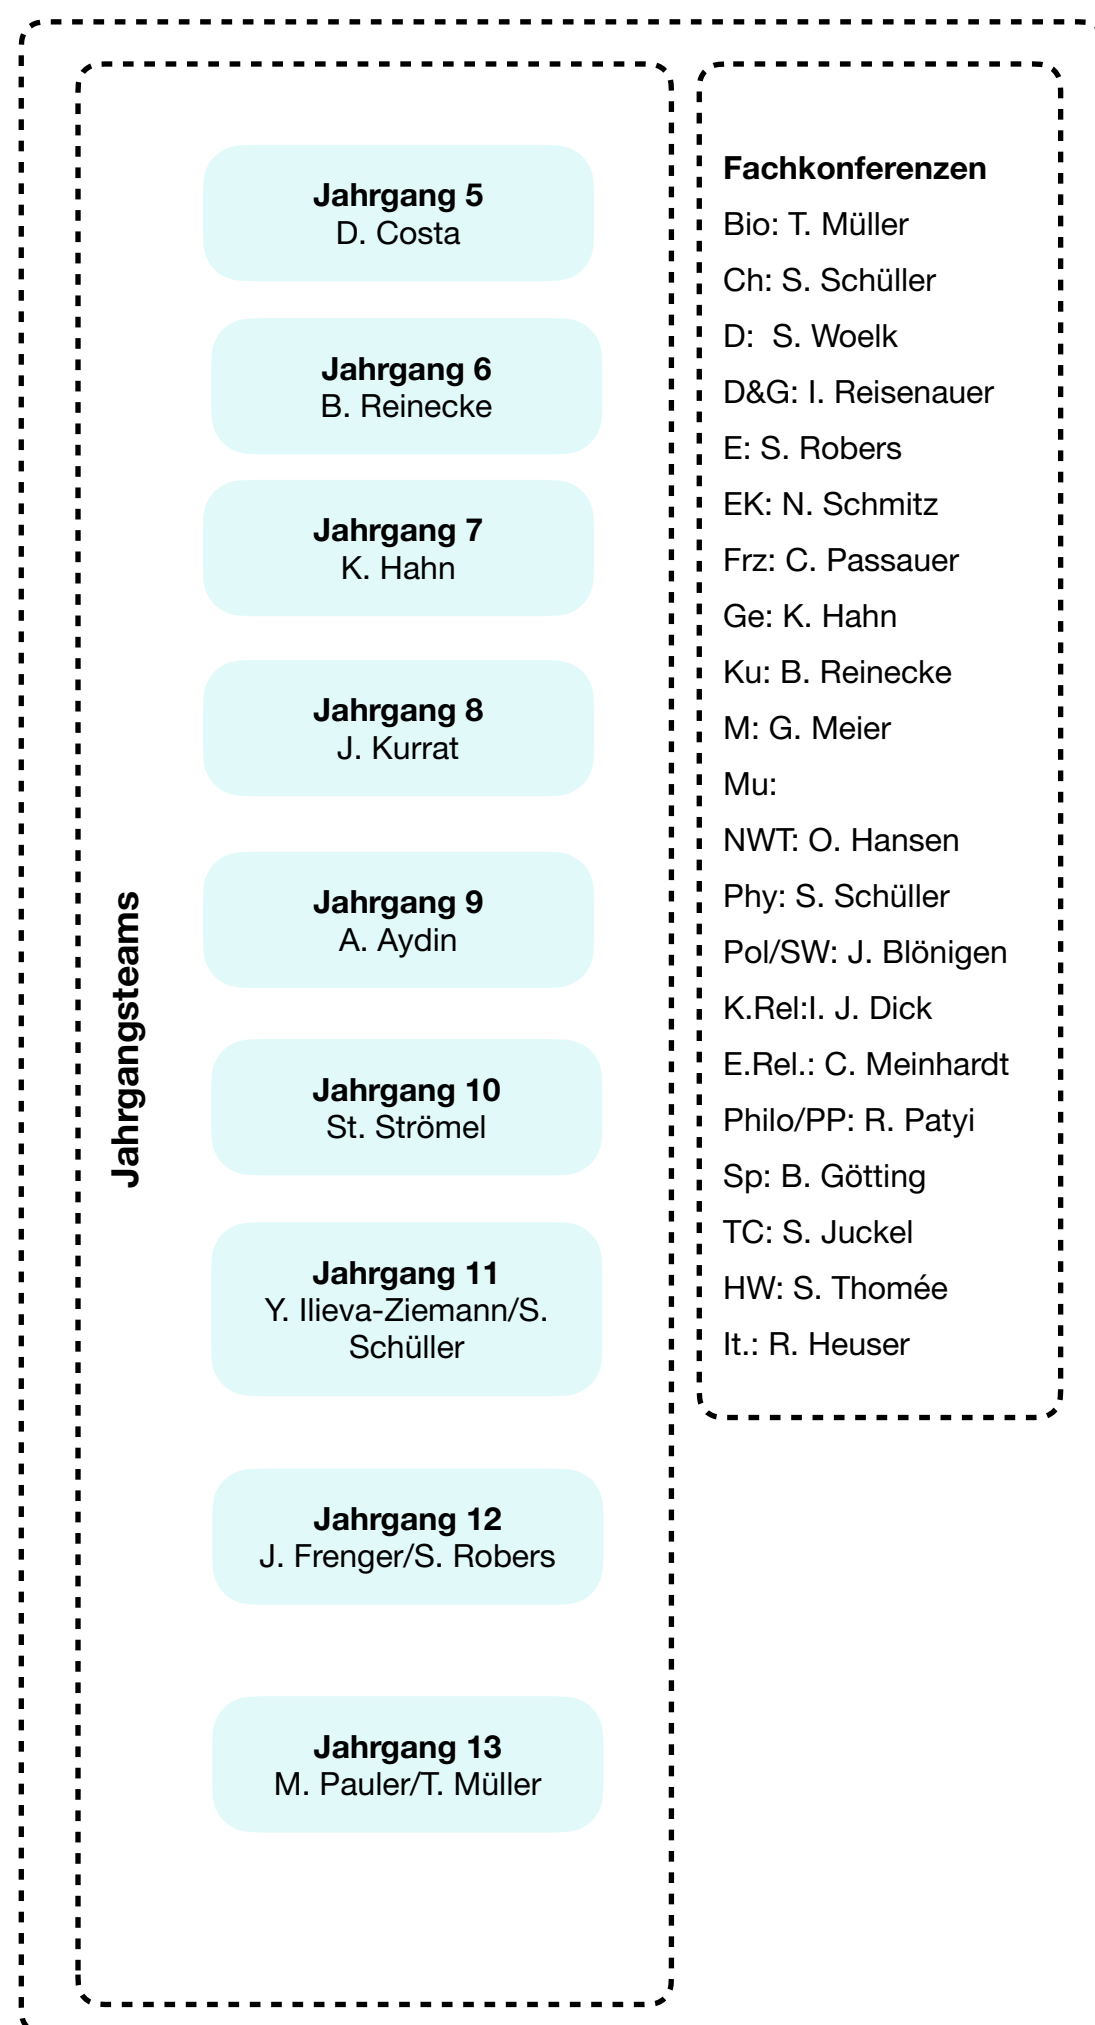 Jahrgangsteams
Jahrgang 5
D. Costa
Jahrgang 6
B. Reinecke
Jahrgang 7
K. Hahn
Jahrgang 8
J. Kurrat
Jahrgang 9
A. Aydin
Jahrgang 10
St. Strömel
Jahrgang 11
Y. Ilieva-Ziemann/S.
Schüller
Jahrgang 12
J. Frenger/S. Robers
Jahrgang 13
M. Pauler/T. Müller
Fachkonferenzen
Bio: T. Müller
Ch: S. Schüller
D:  S. Woelk
D&G: I. Reisenauer
E: S. Robers
EK: N. Schmitz
Frz: C. Passauer
Ge: K. Hahn
Ku: B. Reinecke
M: G. Meier
Mu:
NWT: O. Hansen
Phy: S. Schüller
Pol/SW: J. Blönigen
K.Rel:I. J. Dick
E.Rel.: C. Meinhardt
Philo/PP: R. Patyi
Sp: B. Götting
TC: S. Juckel
HW: S. Thomée
It.: R. Heuser